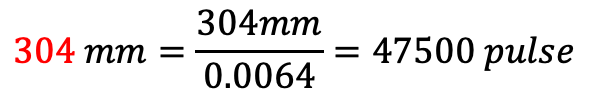 304 mm = 304mm / 0.0064 = 47500 pulse